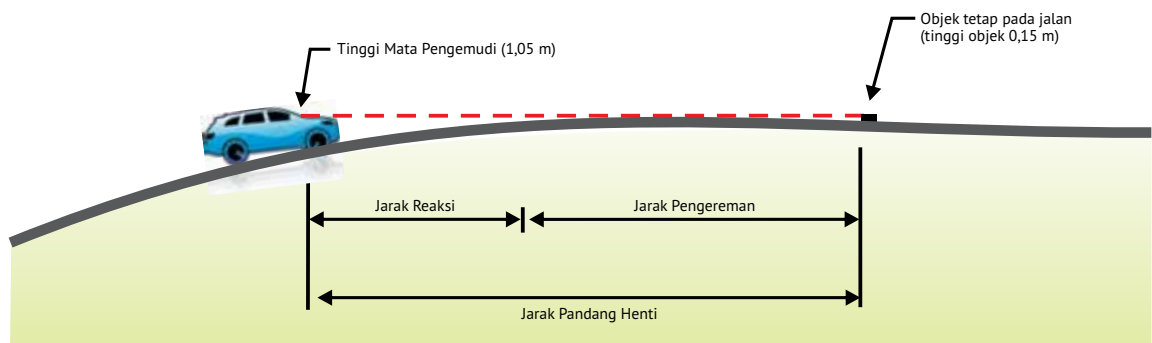 Objek tetap pada jalan
(tinggi objek 0,15 m)
Tinggi Mata Pengemudi (1,05 m)
Jarak Reaksi
Jarak Pengereman
Jarak Pandang Henti